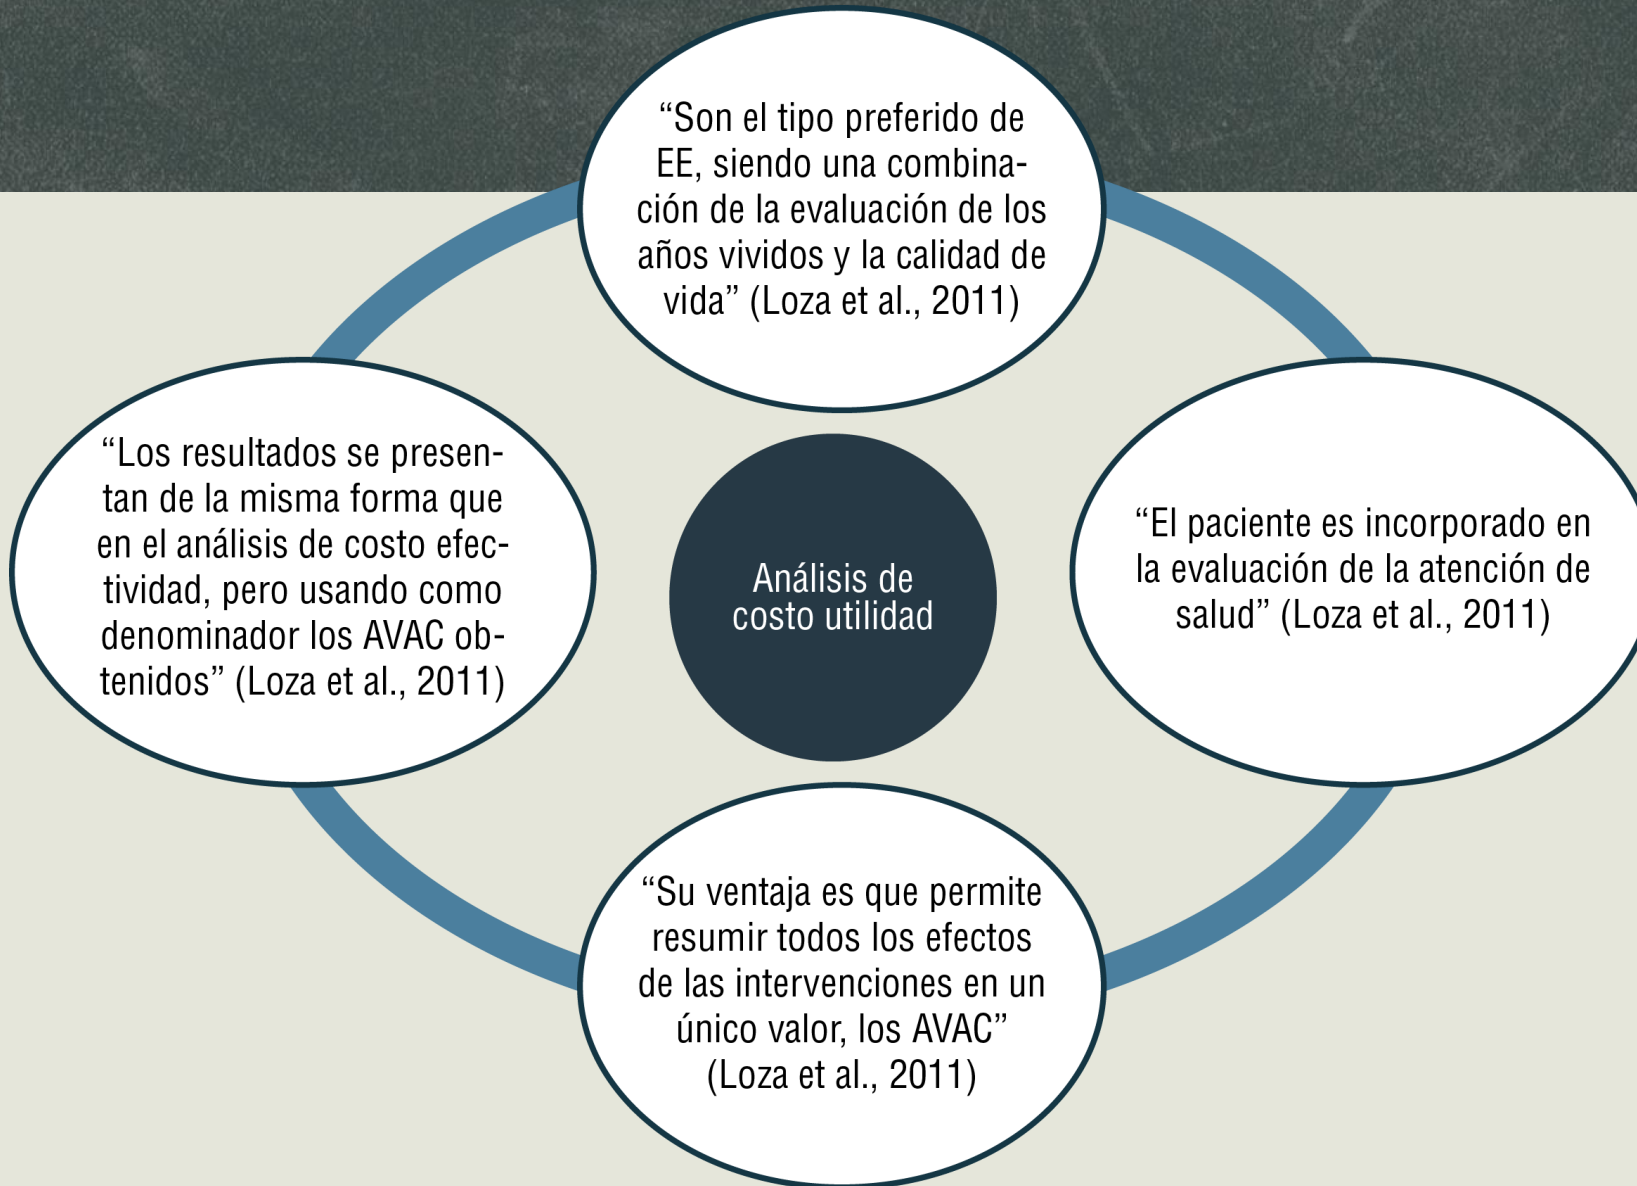 “Son el tipo preferido de
EE, siendo una combina-
ción de la evaluación de los
años vividos y la calidad de
vida” (Loza et al., 2011)
“Los resultados se presen-
tan de la misma forma que
en el análisis de costo efec-
tividad, pero usando como
denominador los AVAC ob-
tenidos” (Loza et al., 2011)
Análisis de
costo utilidad
“El paciente es incorporado en
la evaluación de la atención de
salud” (Loza et al., 2011)
“Su ventaja es que permite
resumir todos los efectos
de las intervenciones en un
único valor, los AVAC”
(Loza et al., 2011)